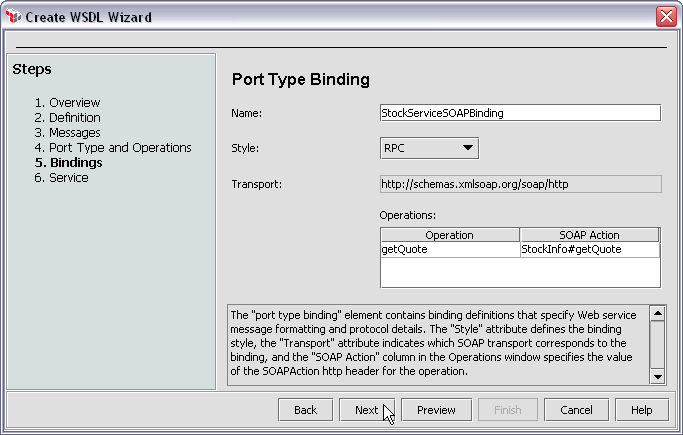 Create WSDL Wizard
Steps
1. Overview
2. Definition
3. Messages
4. Port Type and Operations
5. Bindings
6. Service
Port Type Binding
Name: StockServiceSOAPBinding
Style: RPC
Transport: http://schemas.xmlsoap.org/soap/http
Operations:
Operation SOAP Action
getQuote StockInfo#getQuote
The "port type binding" element contains binding definitions that specify Web service
message formatting and protocol details. The "Style" attribute defines the binding
style, the "Transport" attribute indicates which SOAP transport corresponds to the
binding, and the "SOAP Action" column in the Operations window specifies the value
of the SOAPAction http header for the operation.
Back Next Preview Finish Cancel Help